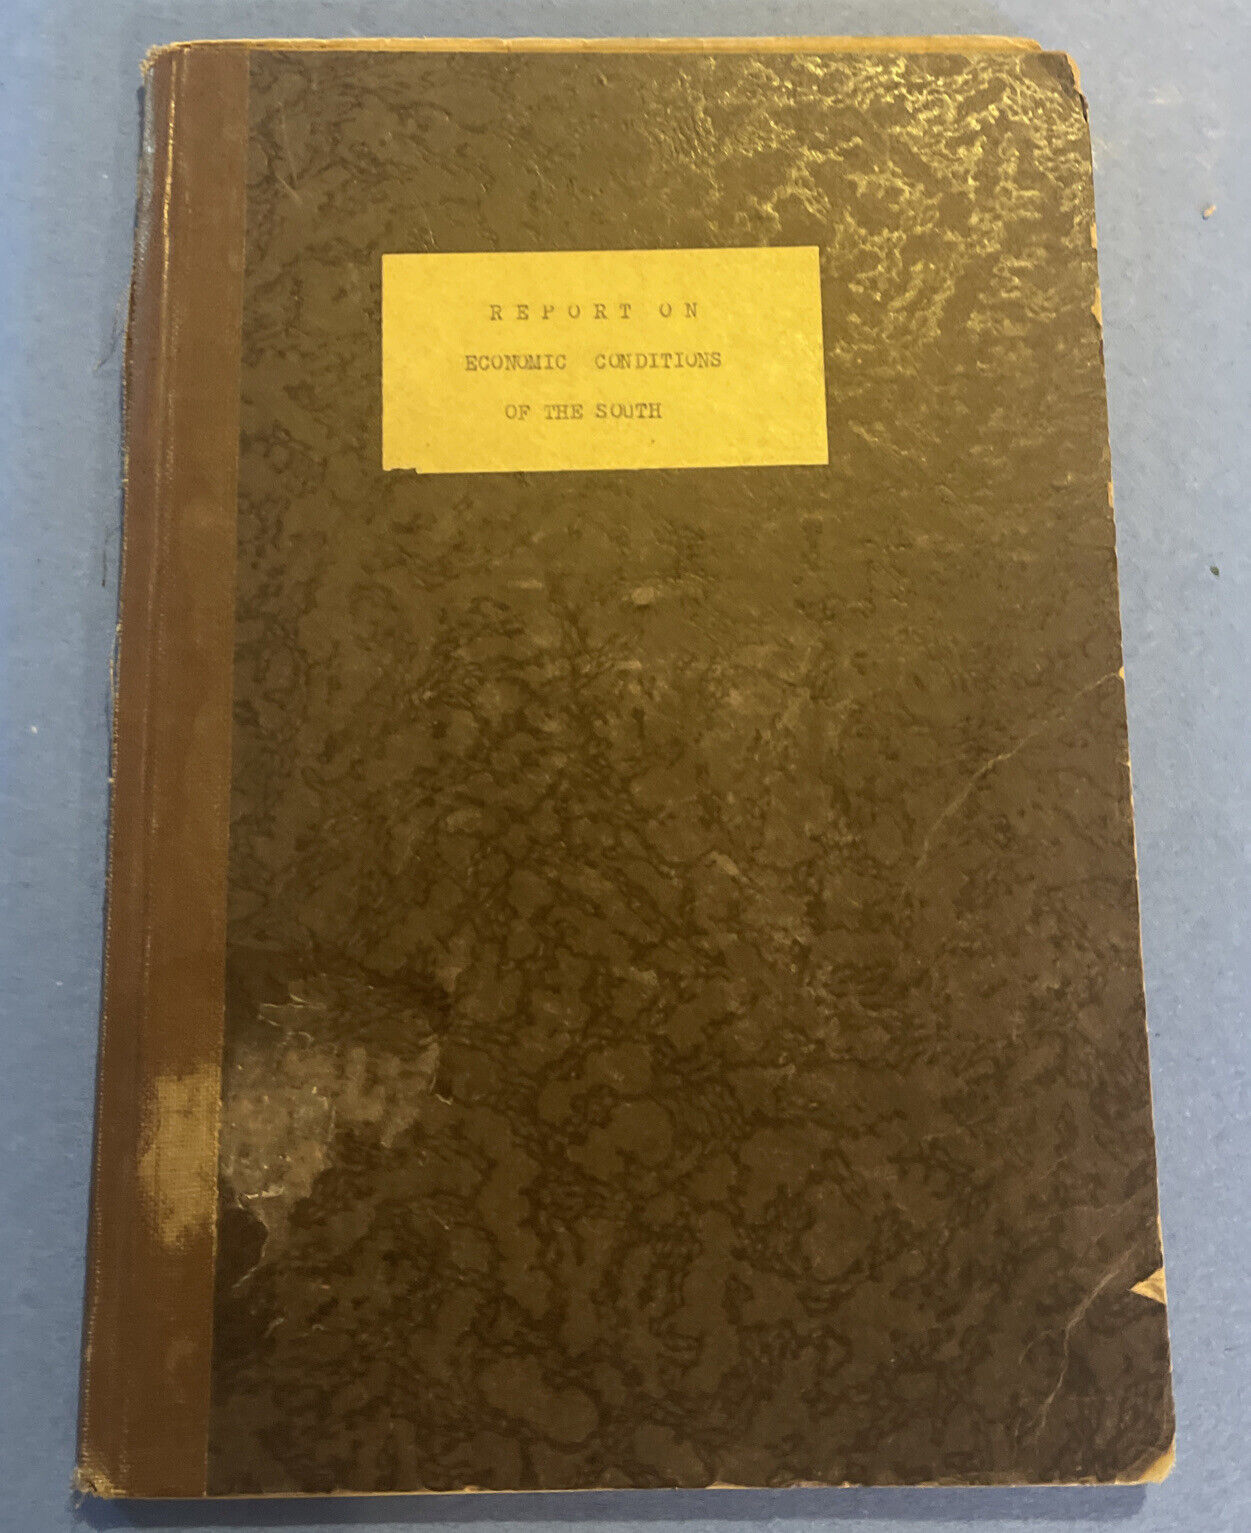 REPORT ON
ECONOMIC CONDITIONS
OF THE SOUTH